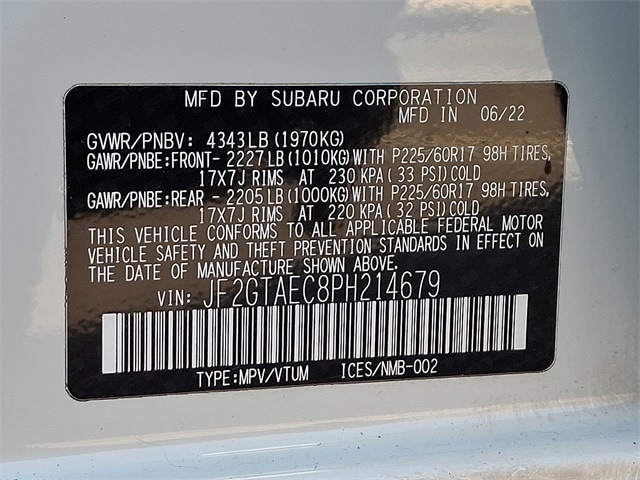 MFD BY SUBARU CORPORATION
MFD IN 06/22
GVWR/PNBV: 4343LB (1970KG)
GAWR/PNBE:FRONT- 2227LB (1010KG)WITH P225/60R17 98H TIRES,
17X7J RIMS AT 230 KPA (33 PSI)COLD
GAWR/PNBE:REAR - 2205LB (1000KG)WITH P225/60R17 98H TIRES,
17X7J RIMS AT 220 KPA (32 PSI)COLD
THIS VEHICLE CONFORMS TO ALL APPLICABLE FEDERAL MOTOR
VEHICLE SAFETY AND THEFT PREVENTION STANDARDS IN EFFECT ON
THE DATE OF MANUFACTURE SHOWN ABOVE.
VIN: JF2GTAEC8PH214679
TYPE:MPV/VTUM ICES/NMB-002